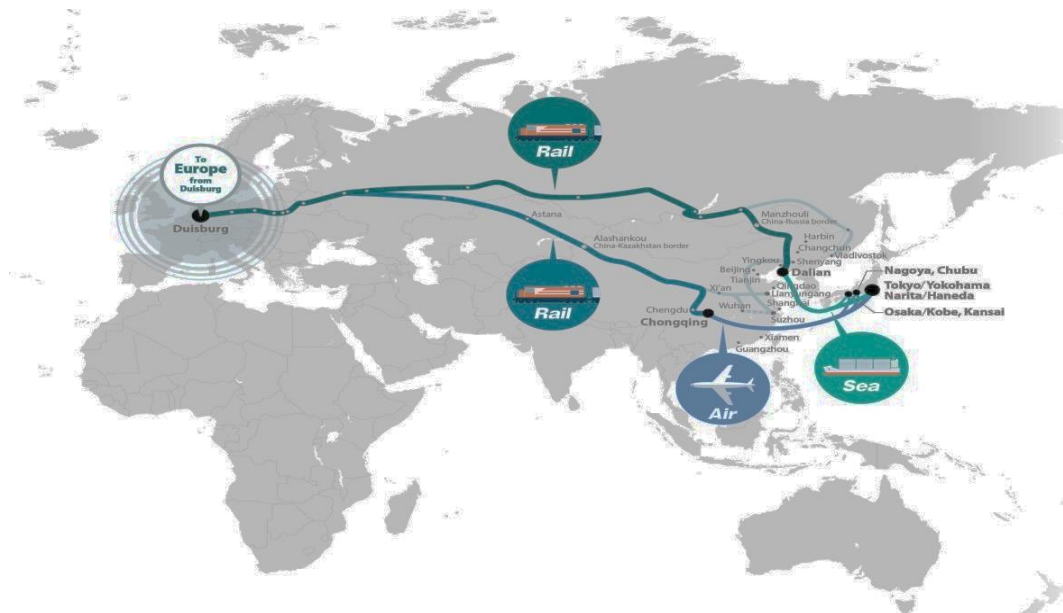 Rail
To
Europe
from
Duisburg
Duisburg
Astana
Manzhouli
China-Russia border
Harbin
Changchun
Vladivostok
Alashankou
China-Kazakhstan border
Yingkou
Shenyang
Dalian
Beijing
Tianjin
Nagoya, Chubu
Tokyo/Yokohama
Narita/Haneda
Osaka/Kobe, Kansai
Xi'an
Qingdao
Lianyungang
Shanghai
Wuhan
Suzhou
Rail
Chengdu
Chongqing
Xiamen
Guangzhou
Air
Sea